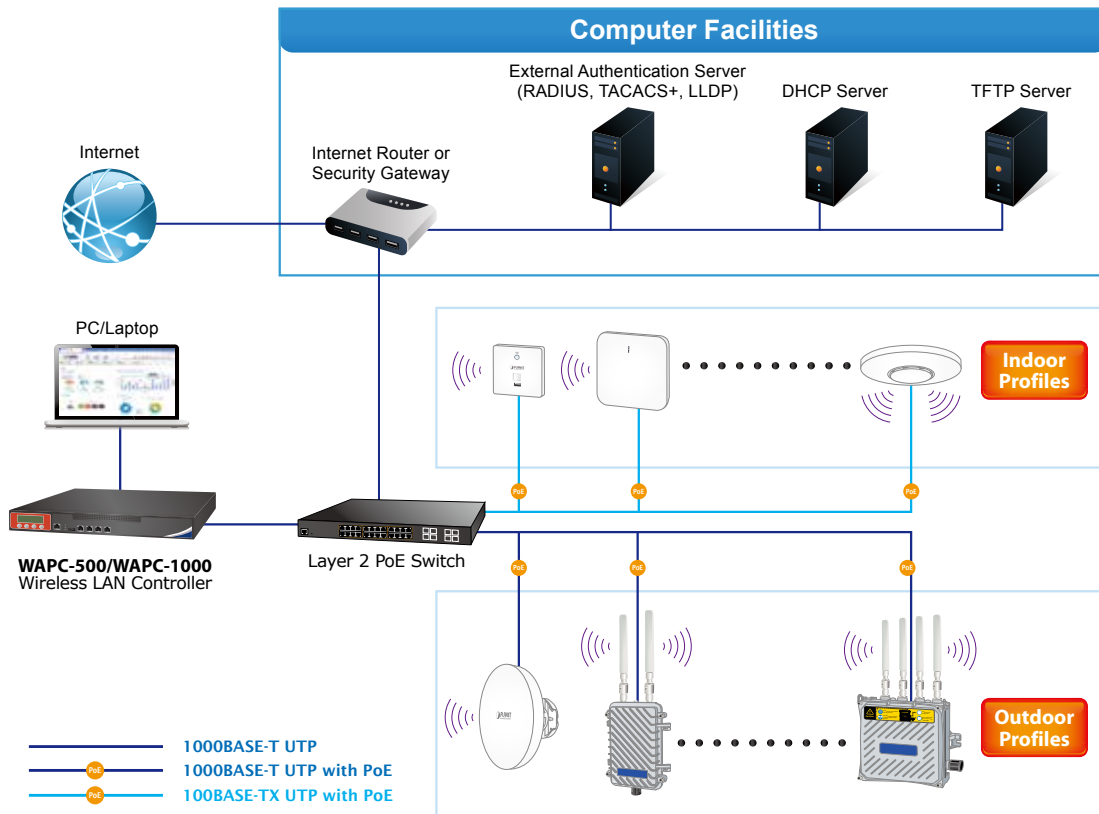 Computer Facilities
External Authentication Server
(RADIUS, TACACS+, LLDP)
DHCP Server
TFTP Server
Internet
Internet Router or
Security Gateway
PC/Laptop
Indoor
Profiles
PoE
PoE
PoE
WAPC-500/WAPC-1000
Wireless LAN Controller
Layer 2 PoE Switch
PoE
PoE
PoE
PLANET
Outdoor
Profiles
1000BASE-T UTP
PoE
1000BASE-T UTP with PoE
PoE
100BASE-TX UTP with PoE